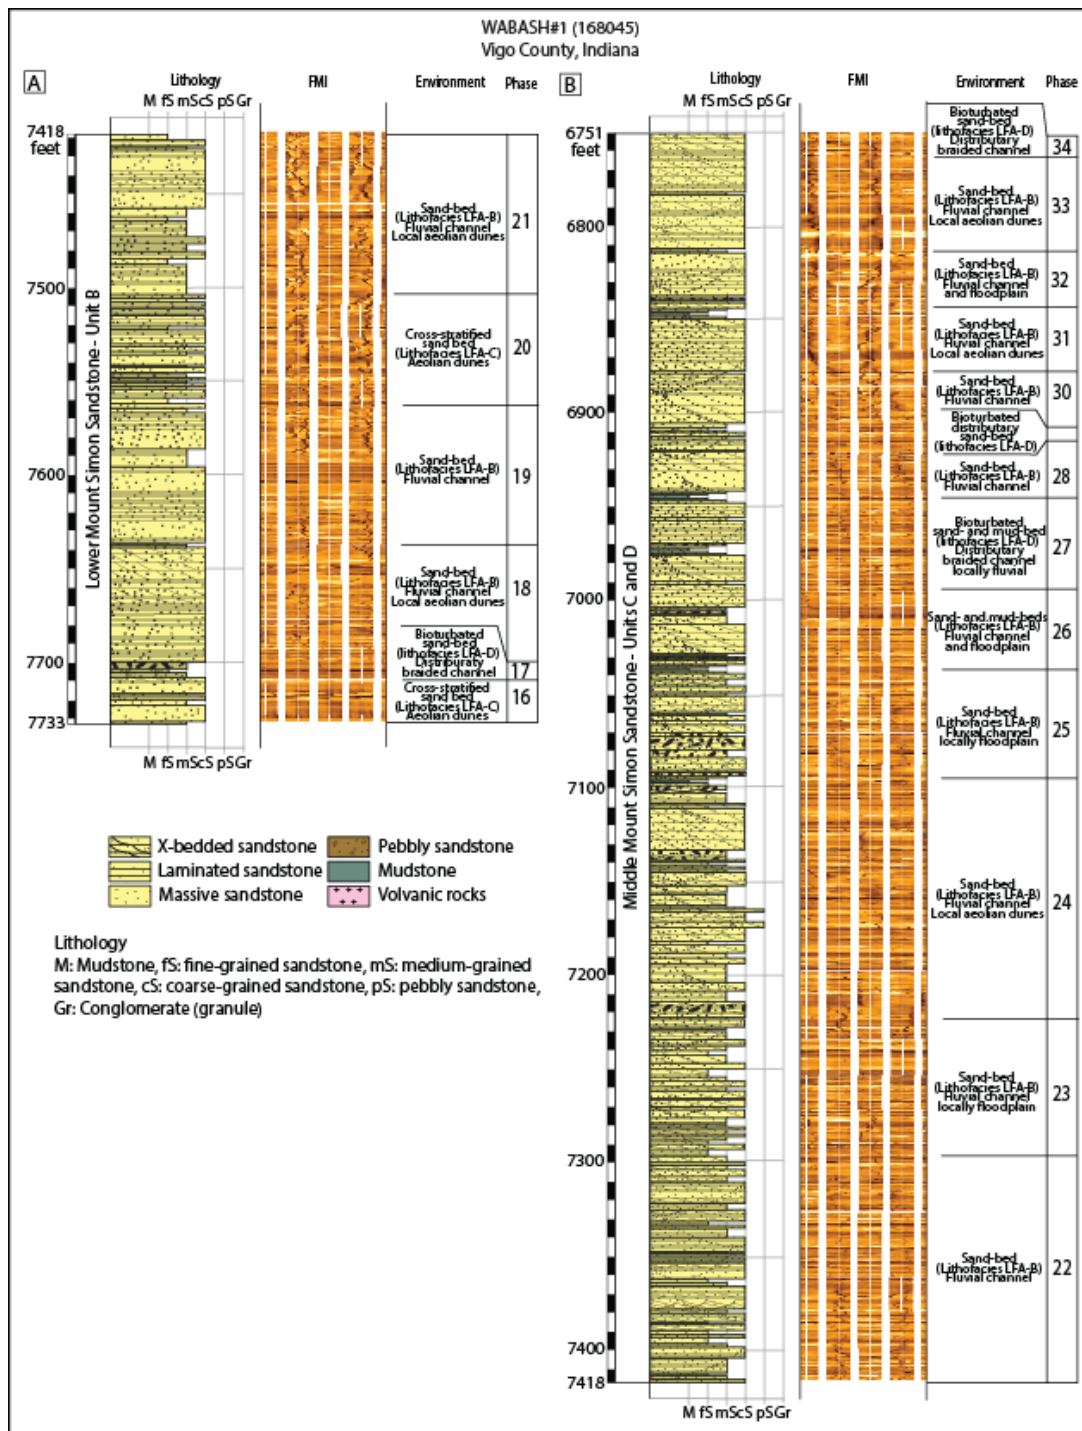 WABASH#1 (168045)
Vigo County, Indiana
A
Lithology
M fS mScS pS Gr
FMI
Environment
Phase
7418
feet
7500
7600
7700
7733
Lower Mount Simon Sandstone - Unit B
Sand-bed
(Lithofacies LFA-B)
Fluvial channel
Local aeolian dunes
21
Cross-stratified
sand bed
(Lithofacies LFA-C)
Aeolian dunes
20
Sand-bed
(Lithofacies LFA-B)
Fluvial channel
19
Sand-bed
(Lithofacies LFA-B)
Fluvial channel
Local aeolian dunes
18
Bioturbated
sand-bed
(lithofacies LFA-D)
Distriburaty
braided channel
17
Cross-stratified
sand bed
(Lithofacies LFA-C)
Aeolian dunes
16
M fS mScS pSGr
X-bedded sandstone
Laminated sandstone
Massive sandstone
Pebbly sandstone
Mudstone
Volcanic rocks
Lithology
M: Mudstone, fS: fine-grained sandstone, mS: medium-grained
sandstone, cS: coarse-grained sandstone, pS: pebbly sandstone,
Gr: Conglomerate (granule)
B
Lithology
M fS mScS pS Gr
FMI
Environment
Phase
6751
feet
6800
6900
7000
7100
7200
7300
7400
7418
Middle Mount Simon Sandstone - Units C and D
Bioturbated
sand-bed
(lithofacies LFA-D)
Distributary
braided channel
34
Sand-bed
(Lithofacies LFA-B)
Fluvial channel
Local aeolian dunes
33
Sand-bed
(Lithofacies LFA-B)
Fluvial channel
and floodplain
32
Sand-bed
(Lithofacies LFA-B)
Fluvial channel
Local aeolian dunes
31
Sand-bed
(Lithofacies LFA-B)
Fluvial channel
30
Bioturbated
distributary
sand-bed
(lithofacies LFA-D)
Sand-bed
(Lithofacies LFA-B)
Fluvial channel
28
Bioturbated
sand- and mud-bed
(lithofacies LFA-D)
Distributary
braided channel
locally fluvial
27
Sand- and mud-beds
(Lithofacies LFA-B)
Fluvial channel
and floodplain
26
Sand-bed
(Lithofacies LFA-B)
Fluvial channel
locally floodplain
25
Sand-bed
(Lithofacies LFA-B)
Fluvial channel
Local aeolian dunes
24
Sand-bed
(Lithofacies LFA-B)
Fluvial channel
locally floodplain
23
Sand-bed
(Lithofacies LFA-B)
Fluvial channel
22
M fS mScS pSGr